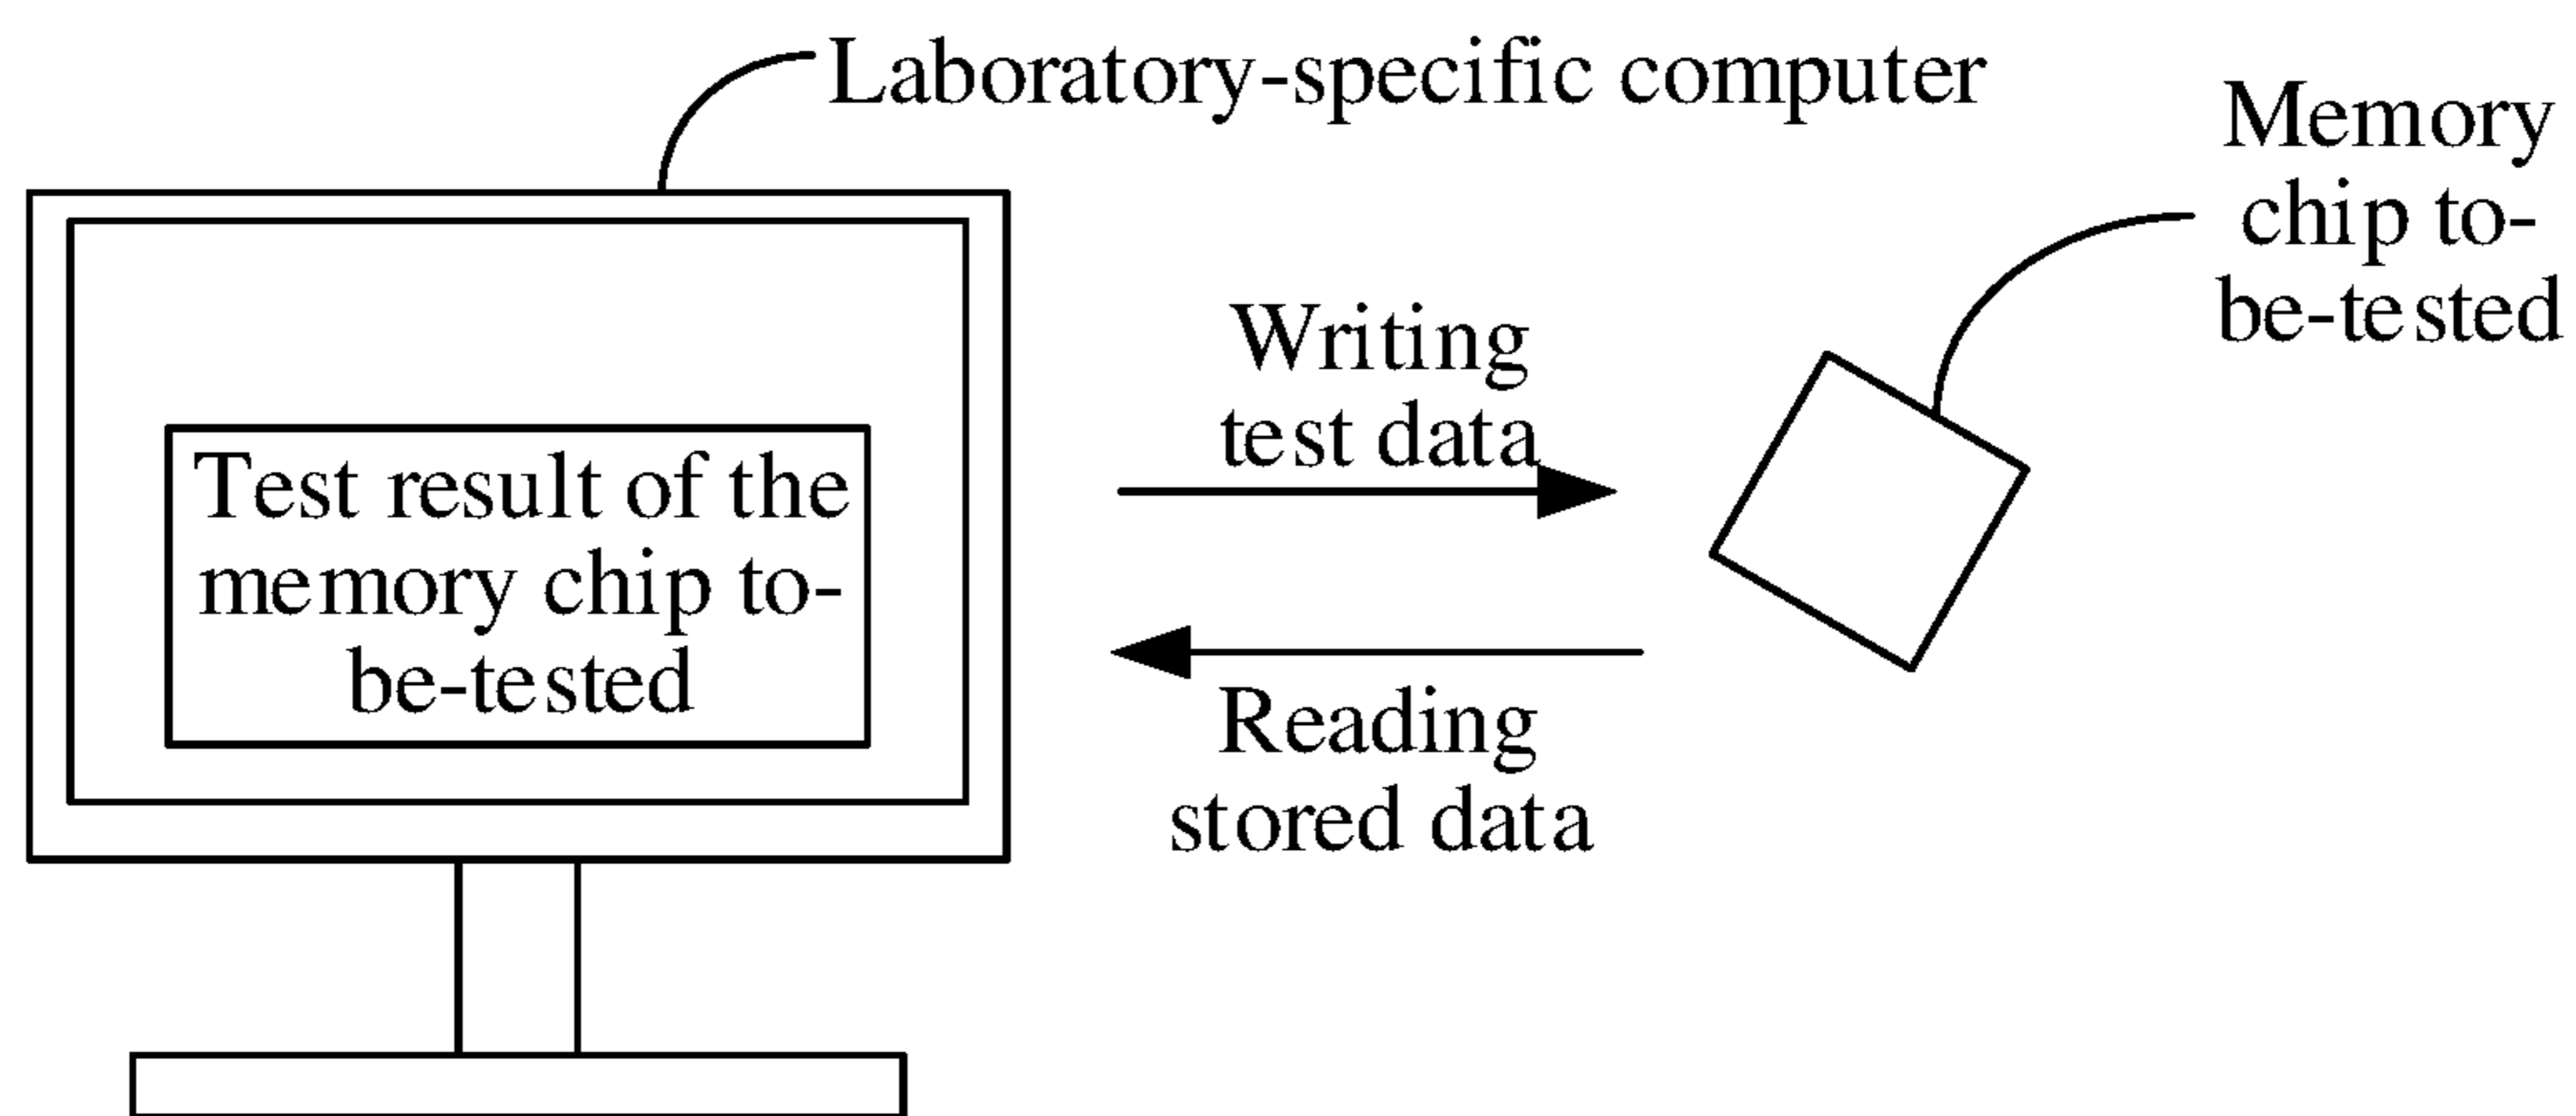 Laboratory-specific computer
Memory
chip to-
be-tested
Writing
test data
Test result of the
memory chip to-
be-tested
Reading
stored data